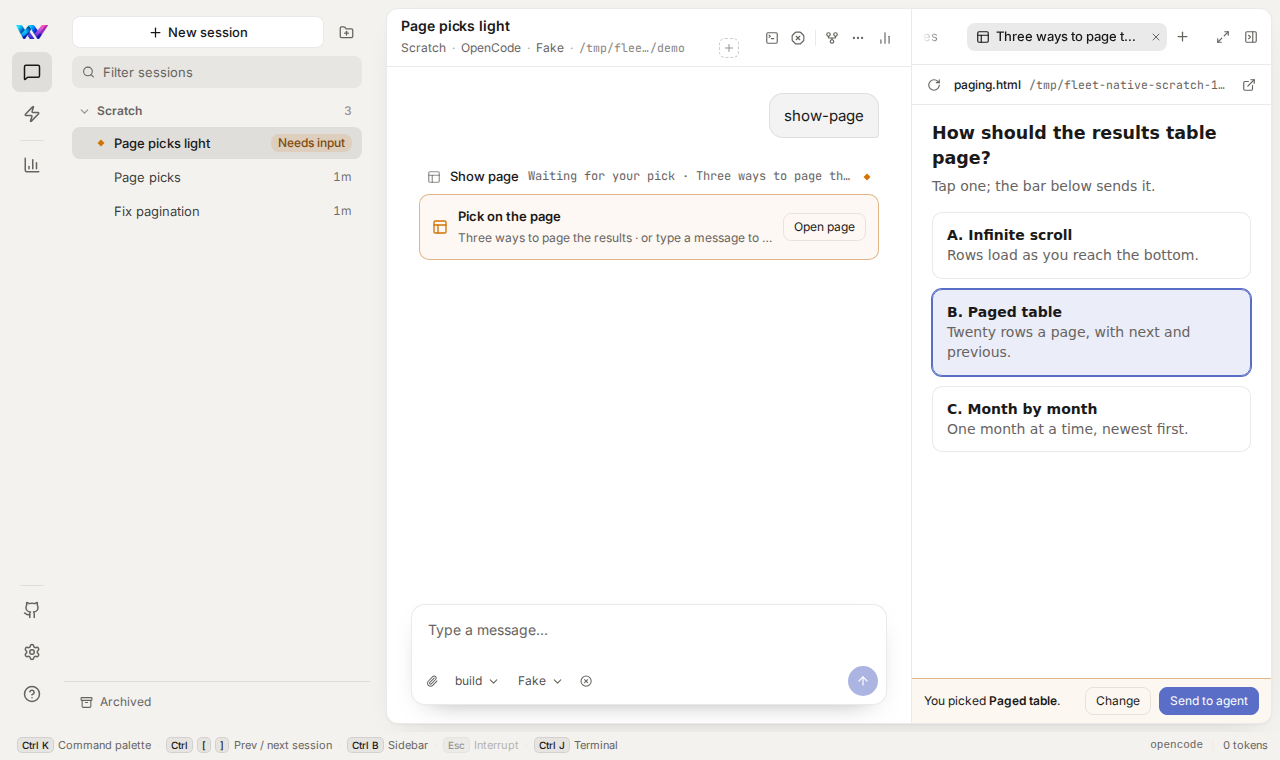 New session
Filter sessions
Scratch 3
Page picks light Needs input
Page picks 1m
Fix pagination 1m
Archived
Page picks light
Scratch · OpenCode · Fake · /tmp/flee…/demo
show-page
Show page Waiting for your pick · Three ways to page th…
Pick on the page
Three ways to page the results · or type a message to …
Open page
Type a message...
build Fake
es Three ways to page t…
paging.html /tmp/fleet-native-scratch-1…
How should the results table
page?
Tap one; the bar below sends it.
A. Infinite scroll
Rows load as you reach the bottom.
B. Paged table
Twenty rows a page, with next and
previous.
C. Month by month
One month at a time, newest first.
You picked Paged table. Change Send to agent
Ctrl K Command palette Ctrl [ ] Prev / next session Ctrl B Sidebar Esc Interrupt Ctrl J Terminal opencode 0 tokens